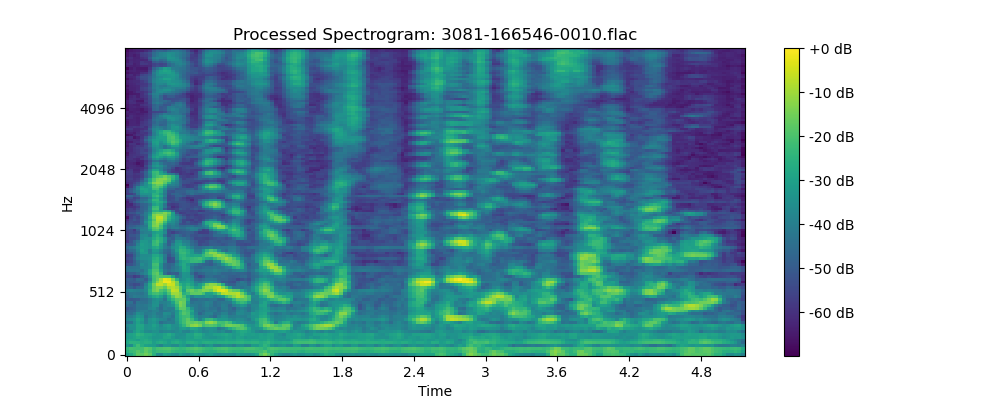 Processed Spectrogram: 3081-166546-0010.flac
Hz
4096
2048
1024
512
0
0 0.6 1.2 1.8 2.4 3 3.6 4.2 4.8
Time
+0 dB
-10 dB
-20 dB
-30 dB
-40 dB
-50 dB
-60 dB